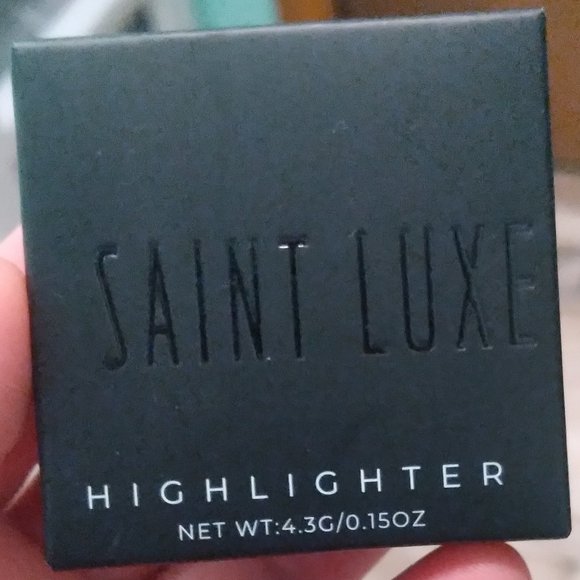 SAINT LUXE
HIGHLIGHTER
NET WT:4.3G/0.15OZ